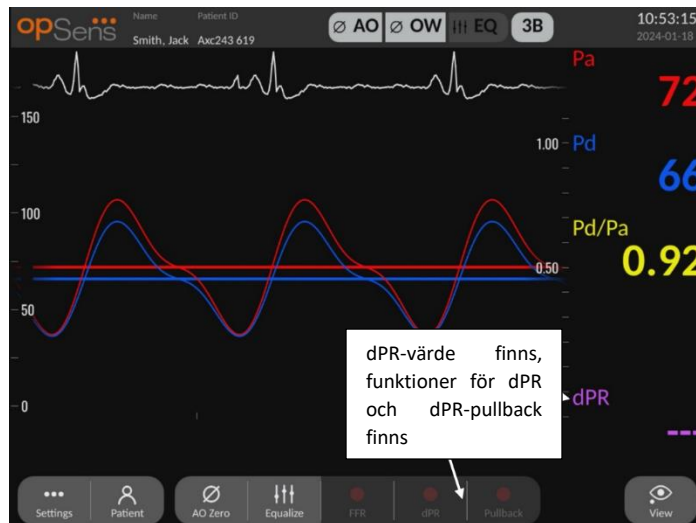 opSens
Name
Patient ID
Smith, Jack
Axc243 619
Ø AO
Ø OW
EQ
3B
10:53:15
2024-01-18
Pa
72
150
1.00
Pd
66
100
Pd/Pa
0.92
0.50
50
dPR-värde finns,
funktioner för dPR
och dPR-pullback
finns
dPR
0
---
Settings
Patient
AO Zero
Equalize
FFR
dPR
Pullback
View